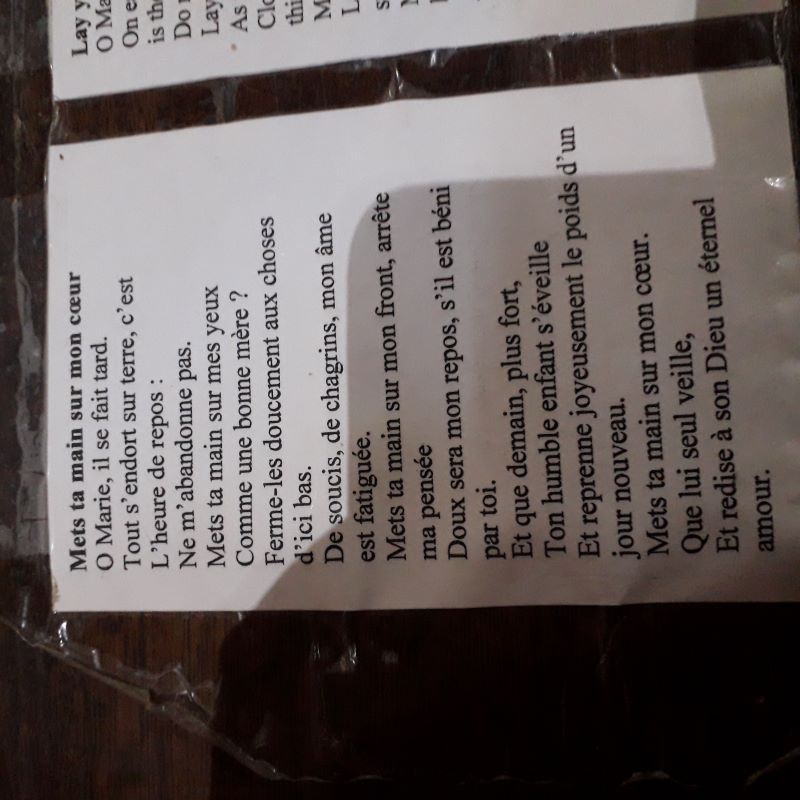 Lay y
O Ma
On e
is the
Do n
Lay
As
Clo
thi
M
L
s
Mets ta main sur mon cœur
O Marie, il se fait tard.
Tout s'endort sur terre, c'est
L'heure de repos :
Ne m'abandonne pas.
Mets ta main sur mes yeux
Comme une bonne mère ?
Ferme-les doucement aux choses
d'ici bas.
De soucis, de chagrins, mon âme
est fatiguée.
Mets ta main sur mon front, arrête
ma pensée
Doux sera mon repos, s'il est béni
par toi.
Et que demain, plus fort,
Ton humble enfant s'éveille
Et reprenne joyeusement le poids d'un
jour nouveau.
Mets ta main sur mon cœur.
Que lui seul veille,
Et redise à son Dieu un éternel
amour.